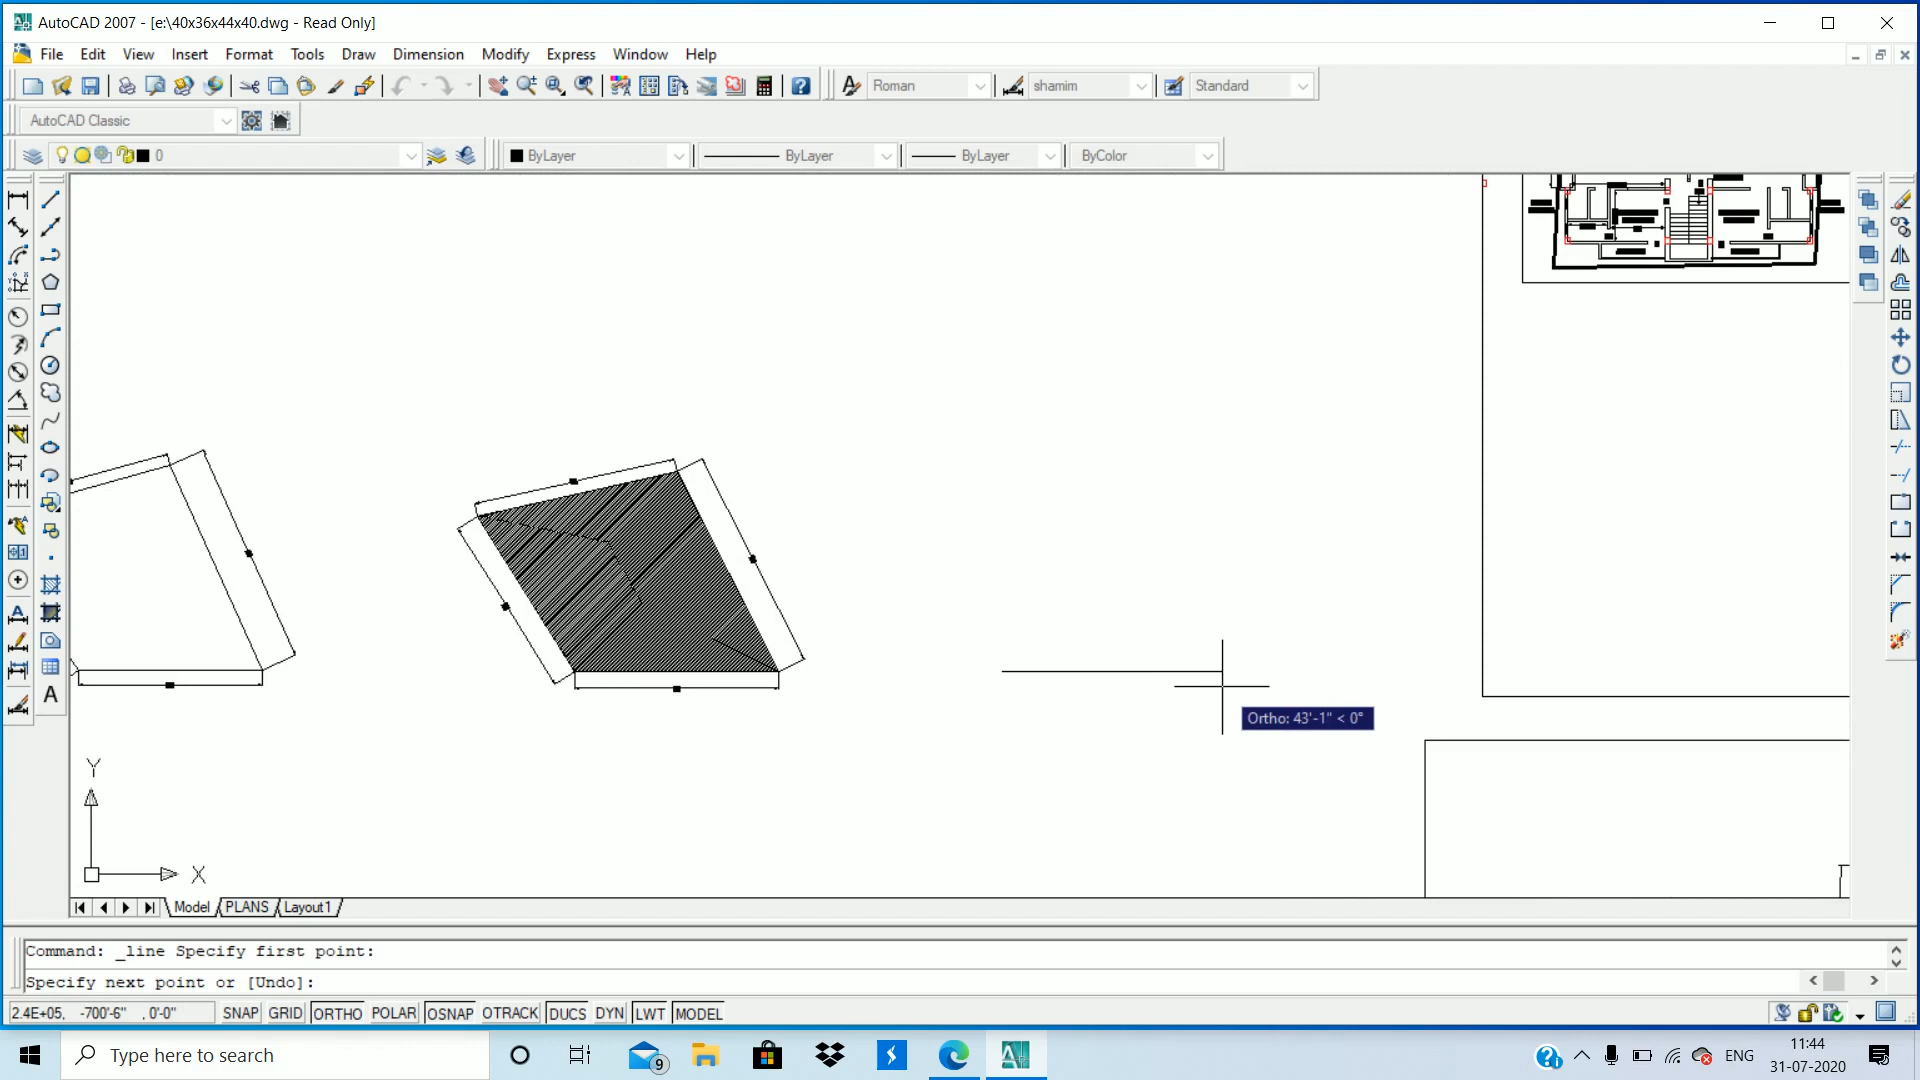 AutoCAD 2007 - [e:\40x36x44x40.dwg - Read Only]
File Edit View Insert Format Tools Draw Dimension Modify Express Window Help
Roman shamim Standard
AutoCAD Classic
0 ByLayer ByLayer ByLayer ByColor
Ortho: 43'-1" < 0°
Y
X
A
Model PLANS Layout1
Command: _line Specify first point:
Specify next point or [Undo]:
2.4E+05, -700'-6" , 0'-0" SNAP GRID ORTHO POLAR OSNAP OTRACK DUCS DYN LWT MODEL
Type here to search 9 ENG 11:44
31-07-2020